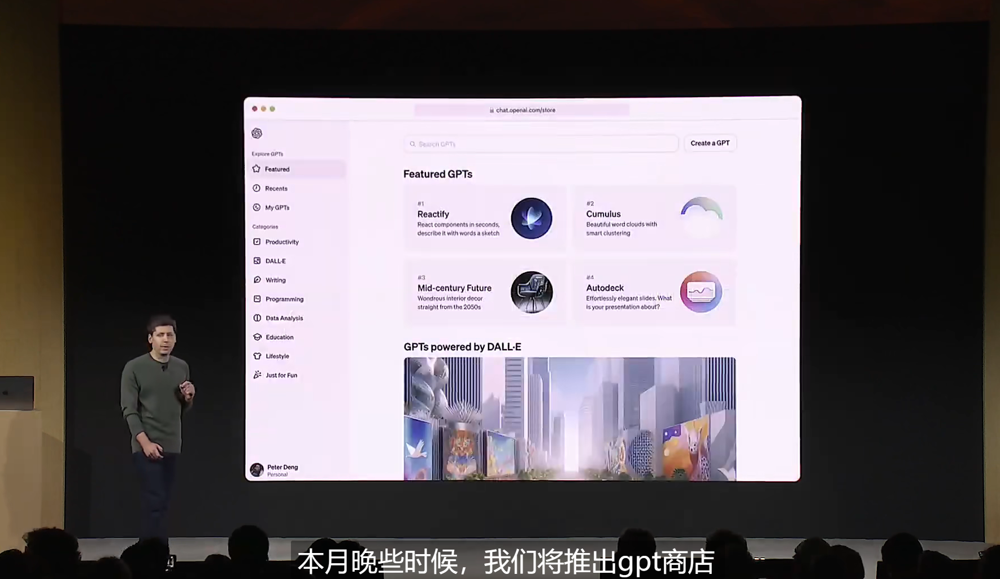 chat.openai.com/store
Search GPTs
Create a GPT
Explore GPTs
Featured
Recents
My GPTs
Categories
Productivity
DALL·E
Writing
Programming
Data Analysis
Education
Lifestyle
Just for Fun
Peter Deng
Personal
Featured GPTs
#1
Reactify
React components in seconds,
describe it with words a sketch
#2
Cumulus
Beautiful word clouds with
smart clustering
#3
Mid-century Future
Wondrous interior decor
straight from the 2050s
#4
Autodeck
Effortlessly elegant slides. What
is your presentation about?
GPTs powered by DALL·E
本月晚些时候，我们将推出gpt商店